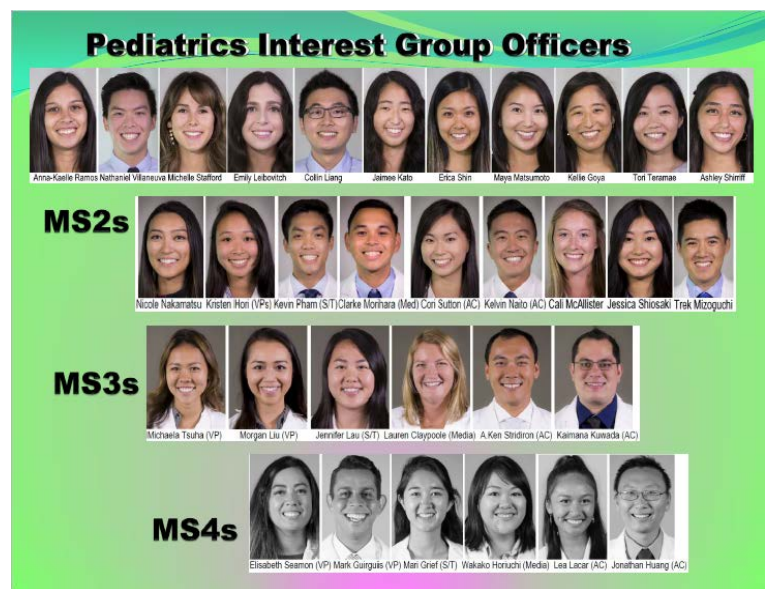 Pediatrics Interest Group Officers
Anna-Kaelle Ramos Nathaniel Villaneuva Michelle Stafford Emily Leibovitch Collin Liang Jaimee Kato Erica Shin Maya Matsumoto Kellie Goya Tori Teramae Ashley Shirriff
MS2s
Nicole Nakamatsu Kristen IHori (VPs) Kevin Pham (S/T) Clarke Morihara (Med) Cori Sutton (AC) Kelvin Naito (AC) Cali McAllister Jessica Shiosaki Trek Mizoguchi
MS3s
Michaela Tsuha (VP) Morgan Liu (VP) Jennifer Lau (S/T) Lauren Claypoole (Media) A.Ken Stridiron (AC) Kaimana Kuwada (AC)
MS4s
Elisabeth Seamon (VP) Mark Guirguiis (VP) Mari Grief (S/T) Wakako Horiuchi (Media) Lea Lacar (AC) Jonathan Huang (AC)